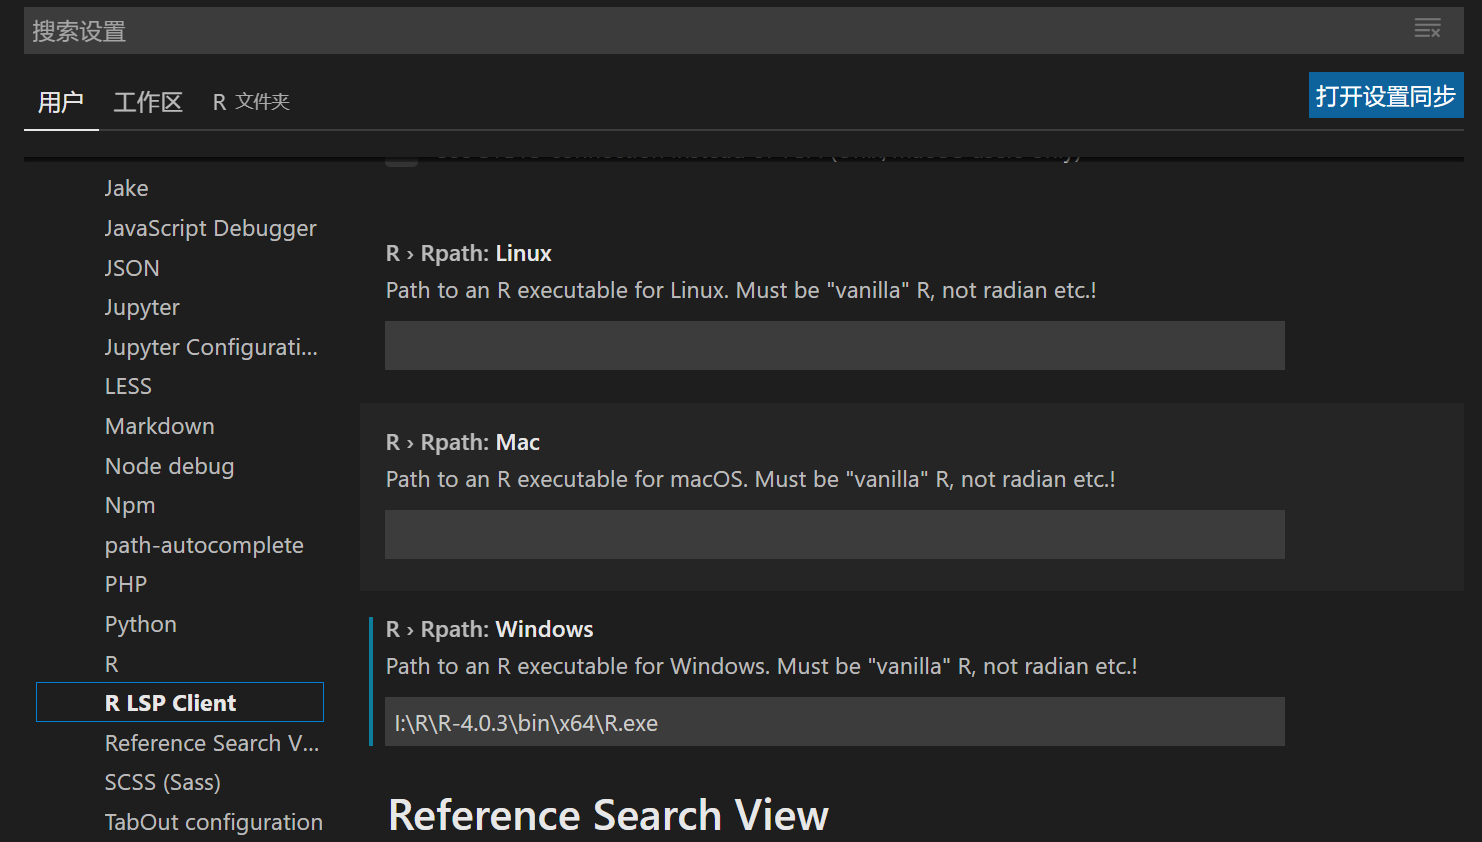 搜索设置
用户 工作区 R 文件夹
打开设置同步
Jake
JavaScript Debugger
JSON
Jupyter
Jupyter Configurati...
LESS
Markdown
Node debug
Npm
path-autocomplete
PHP
Python
R
R LSP Client
Reference Search V...
SCSS (Sass)
TabOut configuration
R › Rpath: Linux
Path to an R executable for Linux. Must be "vanilla" R, not radian etc.!
R › Rpath: Mac
Path to an R executable for macOS. Must be "vanilla" R, not radian etc.!
R › Rpath: Windows
Path to an R executable for Windows. Must be "vanilla" R, not radian etc.!
I:\R\R-4.0.3\bin\x64\R.exe
Reference Search View